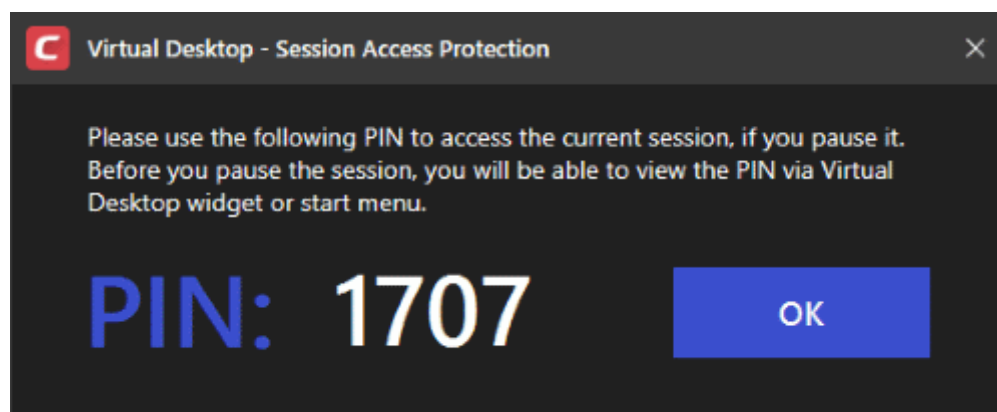 Virtual Desktop - Session Access Protection
Please use the following PIN to access the current session, if you pause it.
Before you pause the session, you will be able to view the PIN via Virtual
Desktop widget or start menu.
PIN: 1707
OK